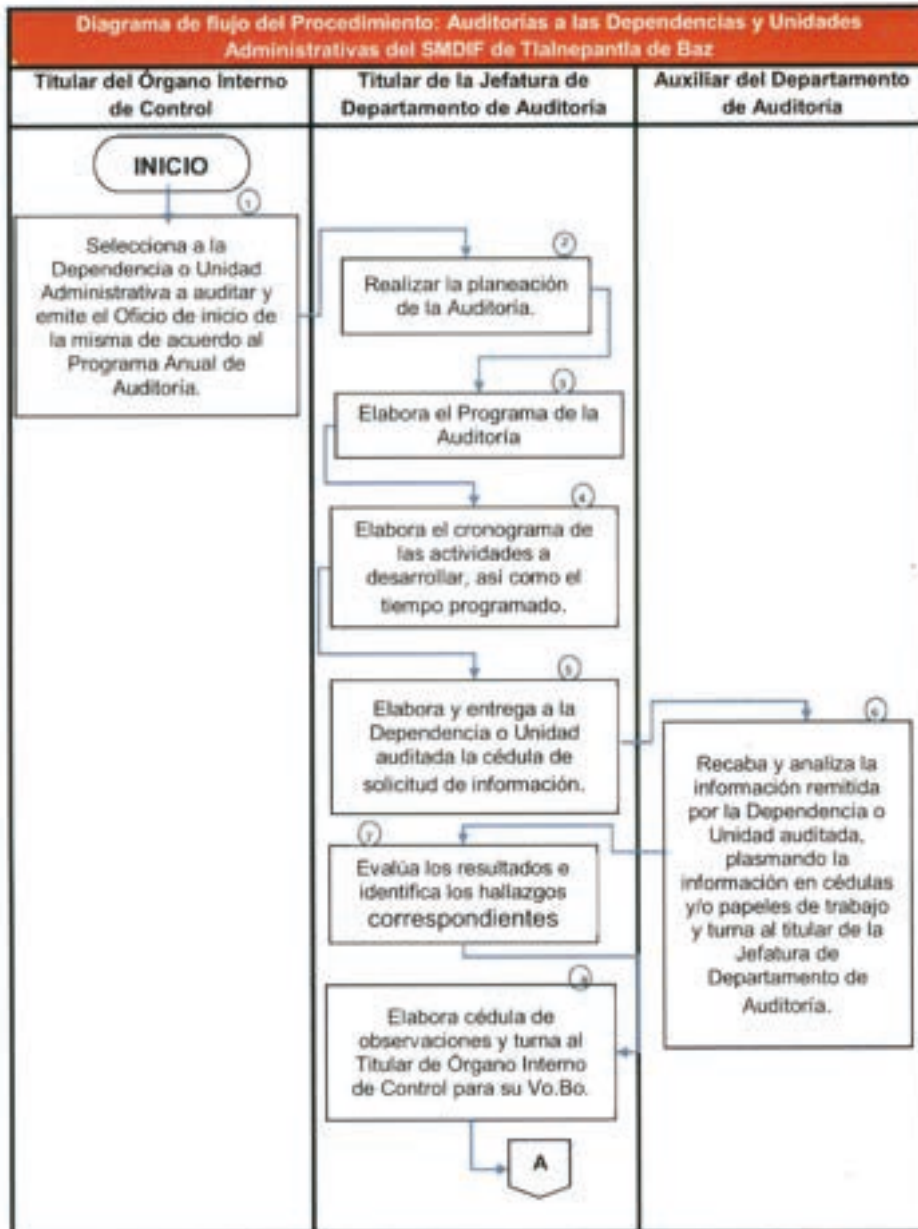 Diagrama de flujo del Procedimiento: Auditorías a las Dependencias y Unidades
Administrativas del SMDIF de Tlalnepantla de Baz
Titular del Órgano Interno
de Control
Titular de la Jefatura de
Departamento de Auditoría
Auxiliar del Departamento
de Auditoría
INICIO
1
Selecciona a la
Dependencia o Unidad
Administrativa a auditar y
emite el Oficio de inicio de
la misma de acuerdo al
Programa Anual de
Auditoría.
2
Realizar la planeación
de la Auditoría.
3
Elabora el Programa de la
Auditoría
4
Elabora el cronograma de
las actividades a
desarrollar, así como el
tiempo programado.
5
Elabora y entrega a la
Dependencia o Unidad
auditada la cédula de
solicitud de información.
6
Recaba y analiza la
información remitida
por la Dependencia o
Unidad auditada,
plasmando la
información en cédulas
y/o papeles de trabajo
y turna al titular de la
Jefatura de
Departamento de
Auditoría.
7
Evalúa los resultados e
identifica los hallazgos
correspondientes
8
Elabora cédula de
observaciones y turna al
Titular de Órgano Interno
de Control para su Vo.Bo.
A